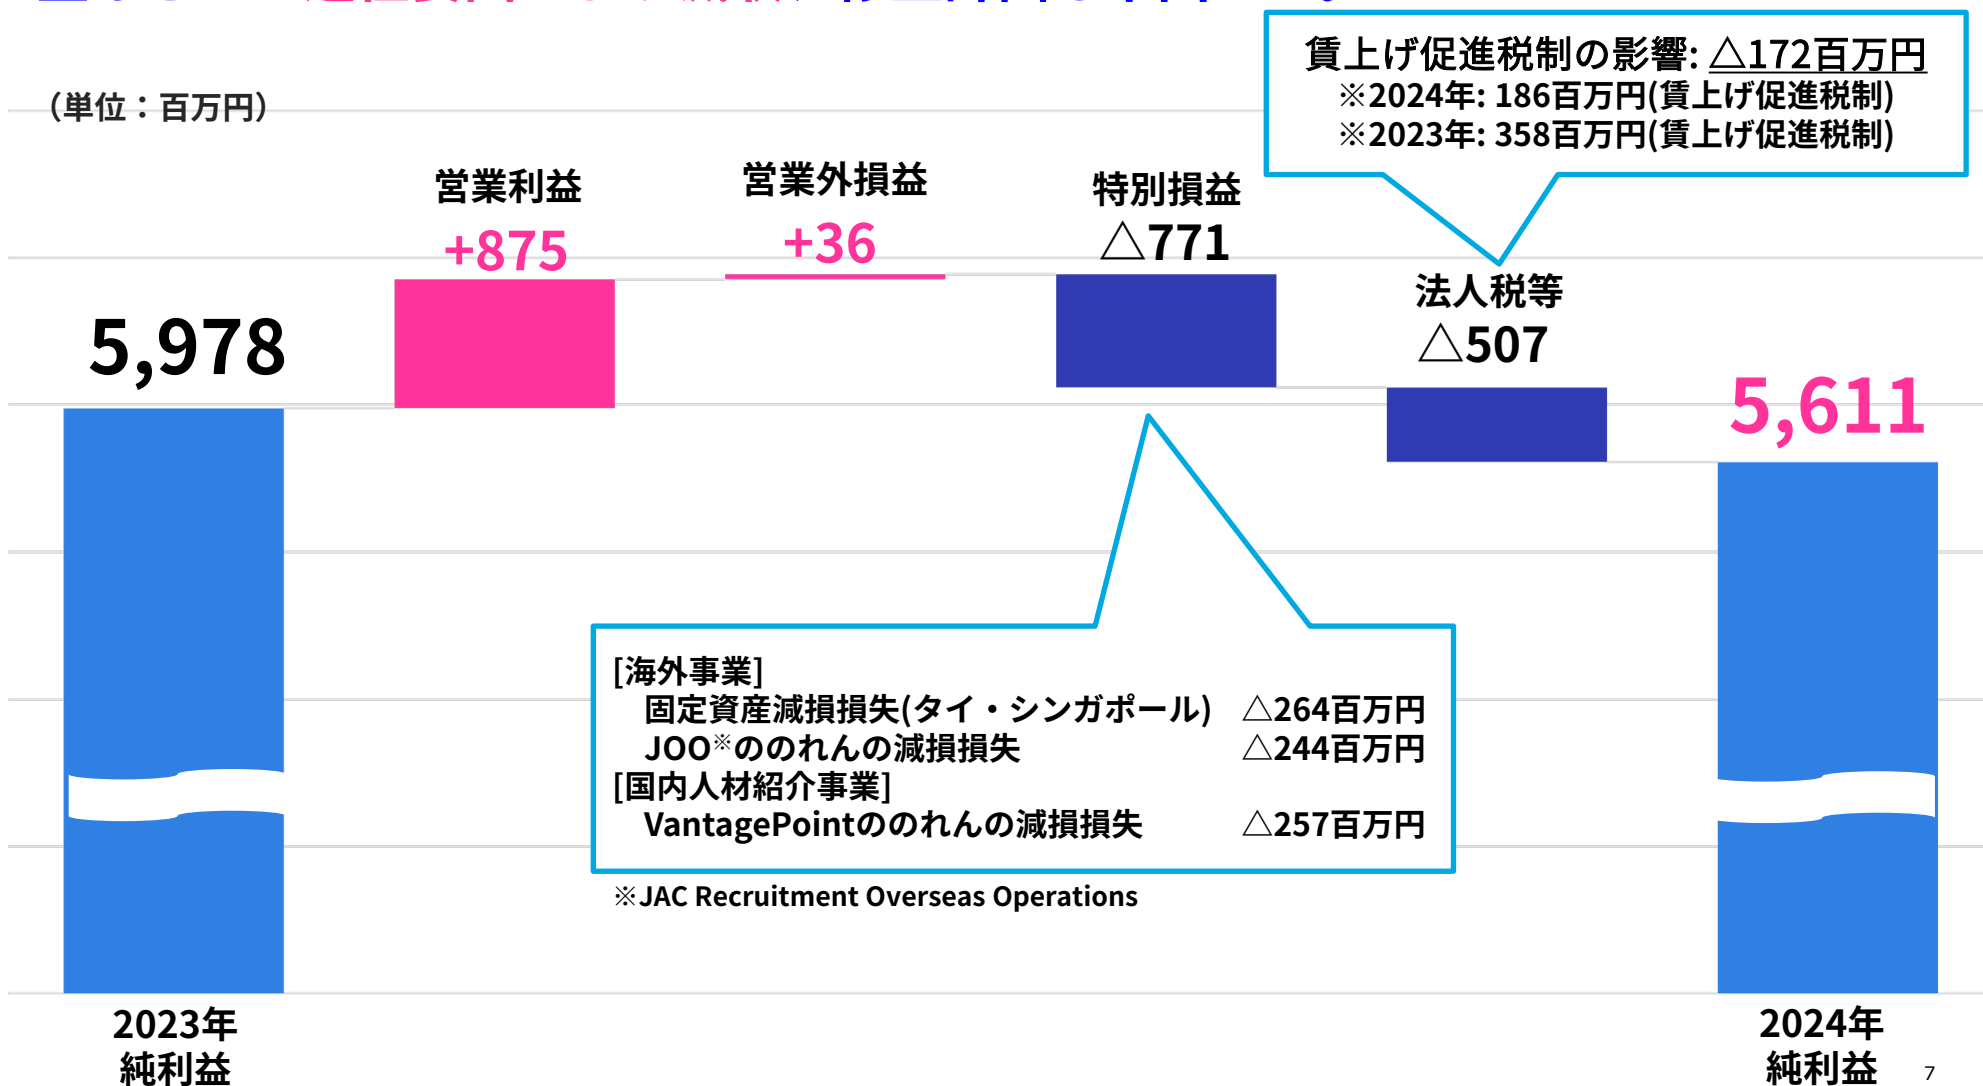 (単位：百万円)
賃上げ促進税制の影響: △172百万円
※2024年: 186百万円(賃上げ促進税制)
※2023年: 358百万円(賃上げ促進税制)
5,978
営業利益
+875
営業外損益
+36
特別損益
△771
法人税等
△507
5,611
[海外事業]
固定資産減損損失(タイ・シンガポール) △264百万円
JOO※ののれんの減損損失 △244百万円
[国内人材紹介事業]
VantagePointののれんの減損損失 △257百万円
※JAC Recruitment Overseas Operations
2023年
純利益
2024年
純利益
7